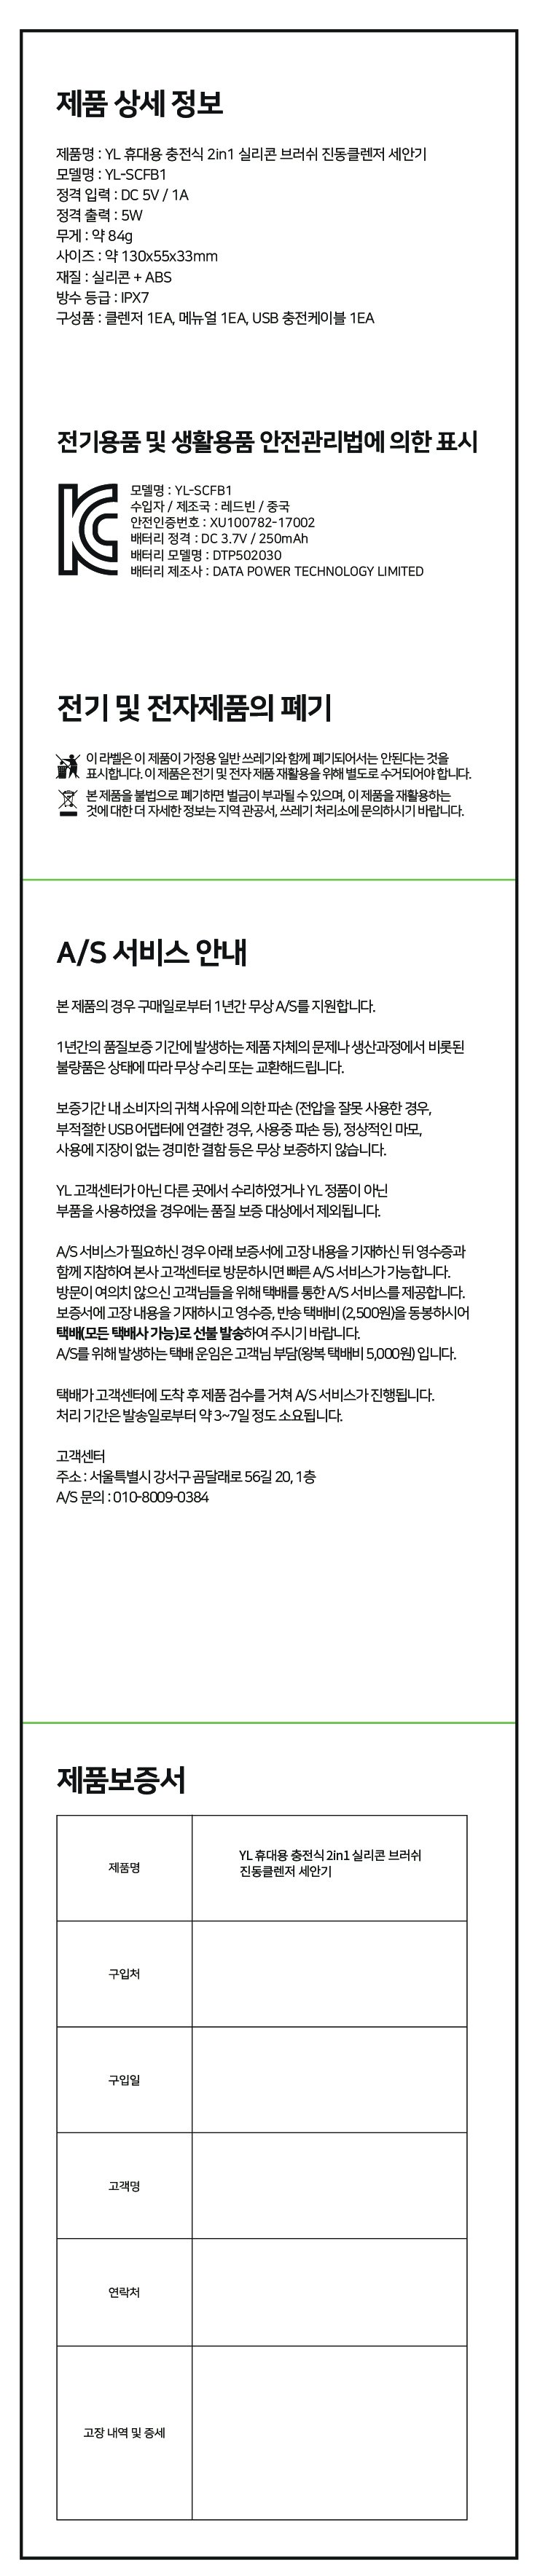 제품 상세 정보
제품명 : YL 휴대용 충전식 2in1 실리콘 브러쉬 진동클렌저 세안기
모델명 : YL-SCFB1
정격 입력 : DC 5V / 1A
정격 출력 : 5W
무게 : 약 84g
사이즈 : 약 130x55x33mm
재질 : 실리콘 + ABS
방수 등급 : IPX7
구성품 : 클렌저 1EA, 메뉴얼 1EA, USB 충전케이블 1EA
전기용품 및 생활용품 안전관리법에 의한 표시
모델명 : YL-SCFB1
수입자 / 제조국 : 레드빈 / 중국
안전인증번호 : XU100782-17002
배터리 정격 : DC 3.7V / 250mAh
배터리 모델명 : DTP502030
배터리 제조사 : DATA POWER TECHNOLOGY LIMITED
전기 및 전자제품의 폐기
이 라벨은 이 제품이 가정용 일반 쓰레기와 함께 폐기되어서는 안된다는 것을
표시합니다. 이 제품은 전기 및 전자 제품 재활용을 위해 별도로 수거되어야 합니다.
본 제품을 불법으로 폐기하면 벌금이 부과될 수 있으며, 이 제품을 재활용하는
것에 대한 더 자세한 정보는 지역 관공서, 쓰레기 처리소에 문의하시기 바랍니다.
A/S 서비스 안내
본 제품의 경우 구매일로부터 1년간 무상 A/S를 지원합니다.
1년간의 품질보증 기간에 발생하는 제품 자체의 문제나 생산과정에서 비롯된
불량품은 상태에 따라 무상 수리 또는 교환해드립니다.
보증기간 내 소비자의 귀책 사유에 의한 파손 (전압을 잘못 사용한 경우,
부적절한 USB 어댑터에 연결한 경우, 사용중 파손 등), 정상적인 마모,
사용에 지장이 없는 경미한 결함 등은 무상 보증하지 않습니다.
YL 고객센터가 아닌 다른 곳에서 수리하였거나 YL 정품이 아닌
부품을 사용하였을 경우에는 품질 보증 대상에서 제외됩니다.
A/S 서비스가 필요하신 경우 아래 보증서에 고장 내용을 기재하신 뒤 영수증과
함께 지참하여 본사 고객센터로 방문하시면 빠른 A/S 서비스가 가능합니다.
방문이 여의치 않으신 고객님들을 위해 택배를 통한 A/S 서비스를 제공합니다.
보증서에 고장 내용을 기재하시고 영수증, 반송 택배비 (2,500원)을 동봉하시어
택배(모든 택배사 가능)로 선불 발송하여 주시기 바랍니다.
A/S를 위해 발생하는 택배 운임은 고객님 부담(왕복 택배비 5,000원) 입니다.
택배가 고객센터에 도착 후 제품 검수를 거쳐 A/S 서비스가 진행됩니다.
처리 기간은 발송일로부터 약 3~7일 정도 소요됩니다.
고객센터
주소 : 서울특별시 강서구 곰달래로 56길 20, 1층
A/S 문의 : 010-8009-0384
제품보증서
제품명
YL 휴대용 충전식 2in1 실리콘 브러쉬
진동클렌저 세안기
구입처
구입일
고객명
연락처
고장 내역 및 증세